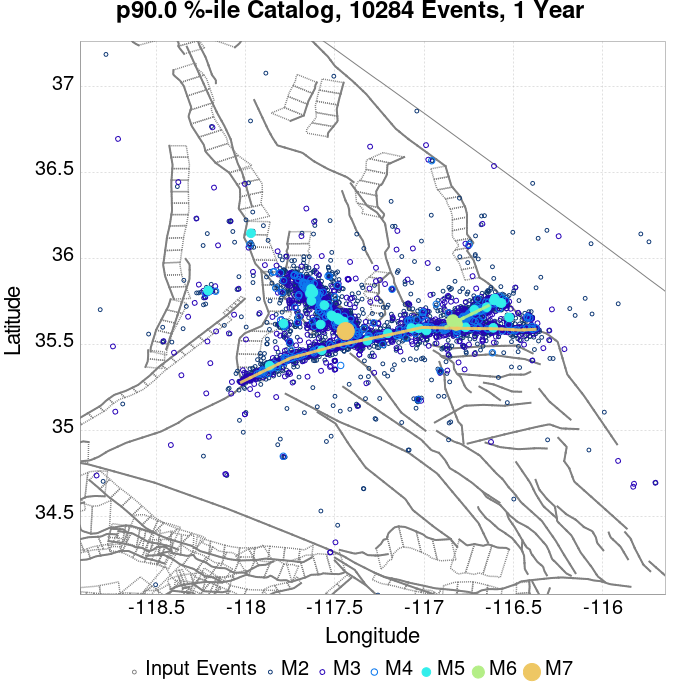 p90.0 %-ile Catalog, 10284 Events, 1 Year
37
36.5
36
35.5
35
34.5
Latitude
-118.5 -118 -117.5 -117 -116.5 -116
Longitude
Input Events M2 M3 M4 M5 M6 M7